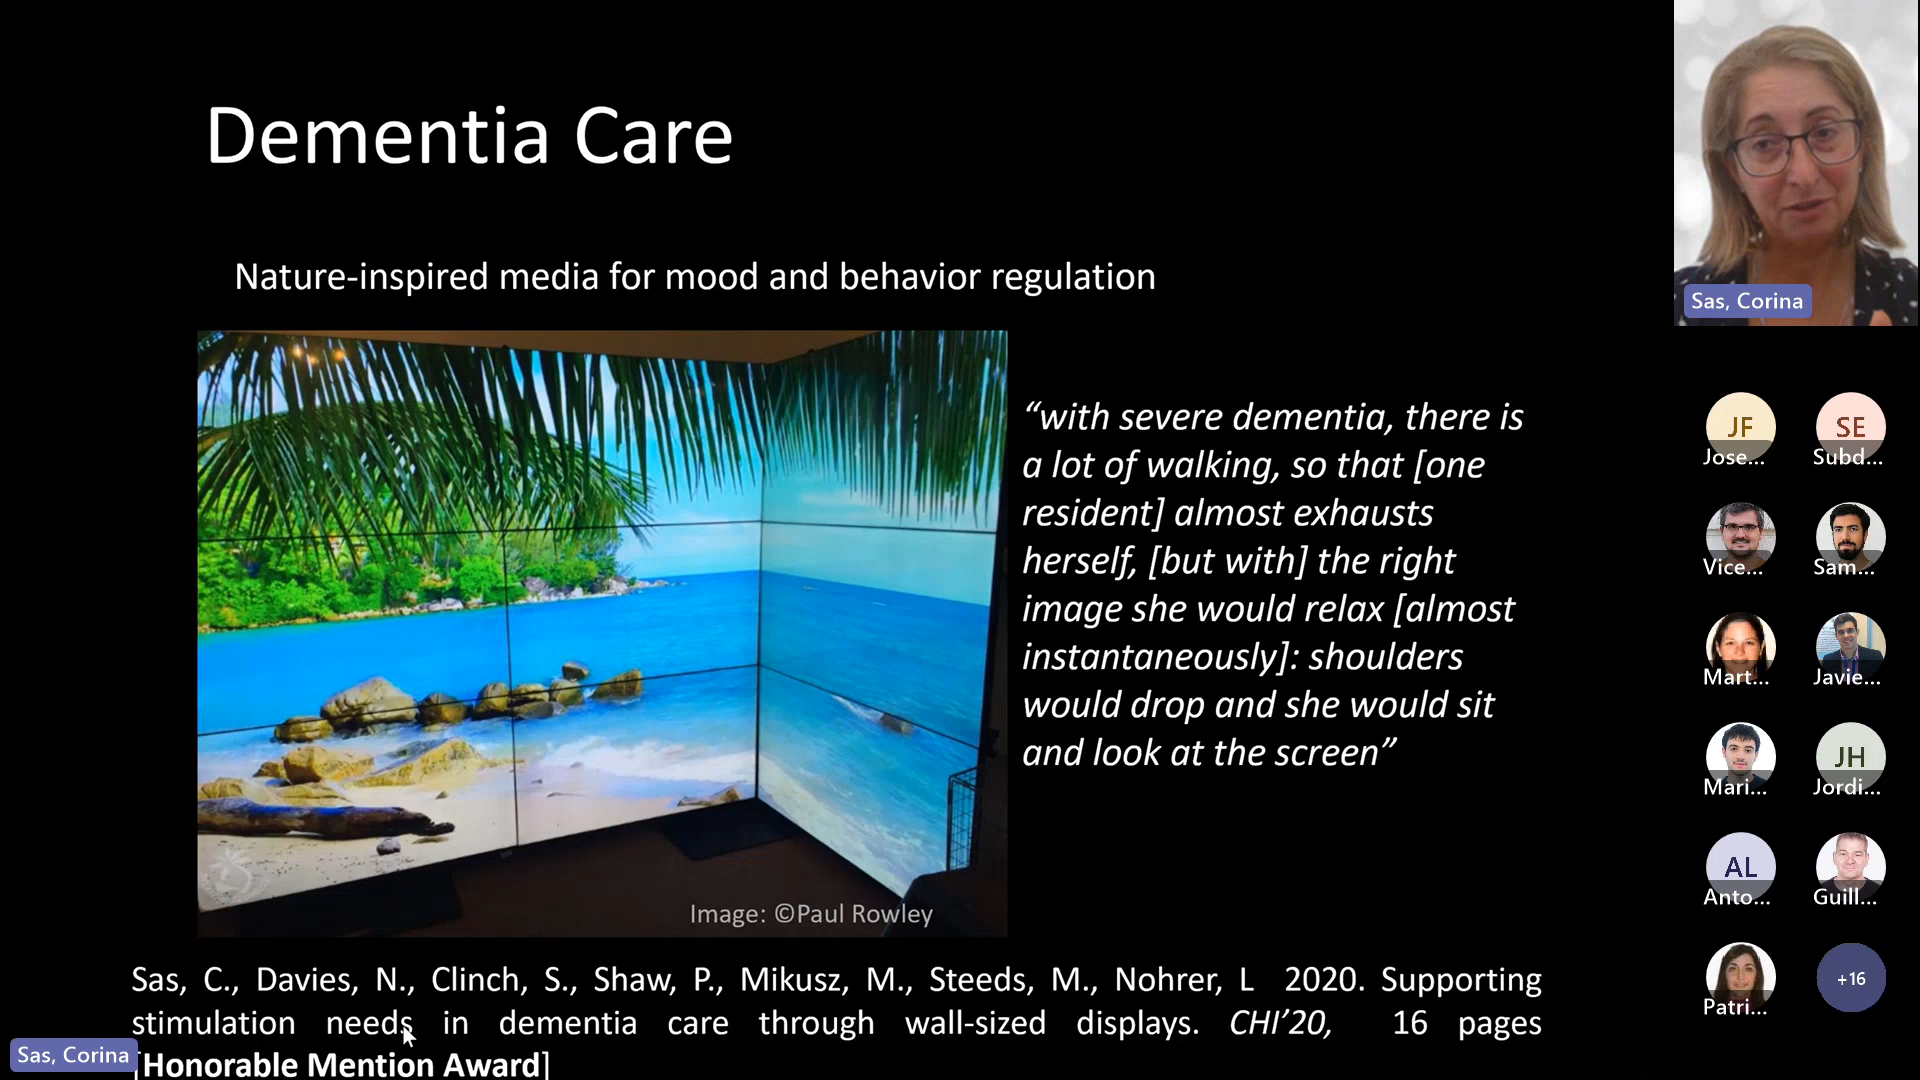 Dementia Care
Nature-inspired media for mood and behavior regulation
“with severe dementia, there is
a lot of walking, so that [one
resident] almost exhausts
herself, [but with] the right
image she would relax [almost
instantaneously]: shoulders
would drop and she would sit
and look at the screen”
Image: ©Paul Rowley
Sas, C., Davies, N., Clinch, S., Shaw, P., Mikusz, M., Steeds, M., Nohrer, L 2020. Supporting
stimulation needs in dementia care through wall-sized displays. CHI’20, 16 pages
[Honorable Mention Award]
Sas, Corina
Sas, Corina
JF
Jose...
SE
Subd...
Vice...
Sam...
Mart...
Javie...
Mari...
JH
Jordi...
AL
Anto...
Guill...
Patri...
+16